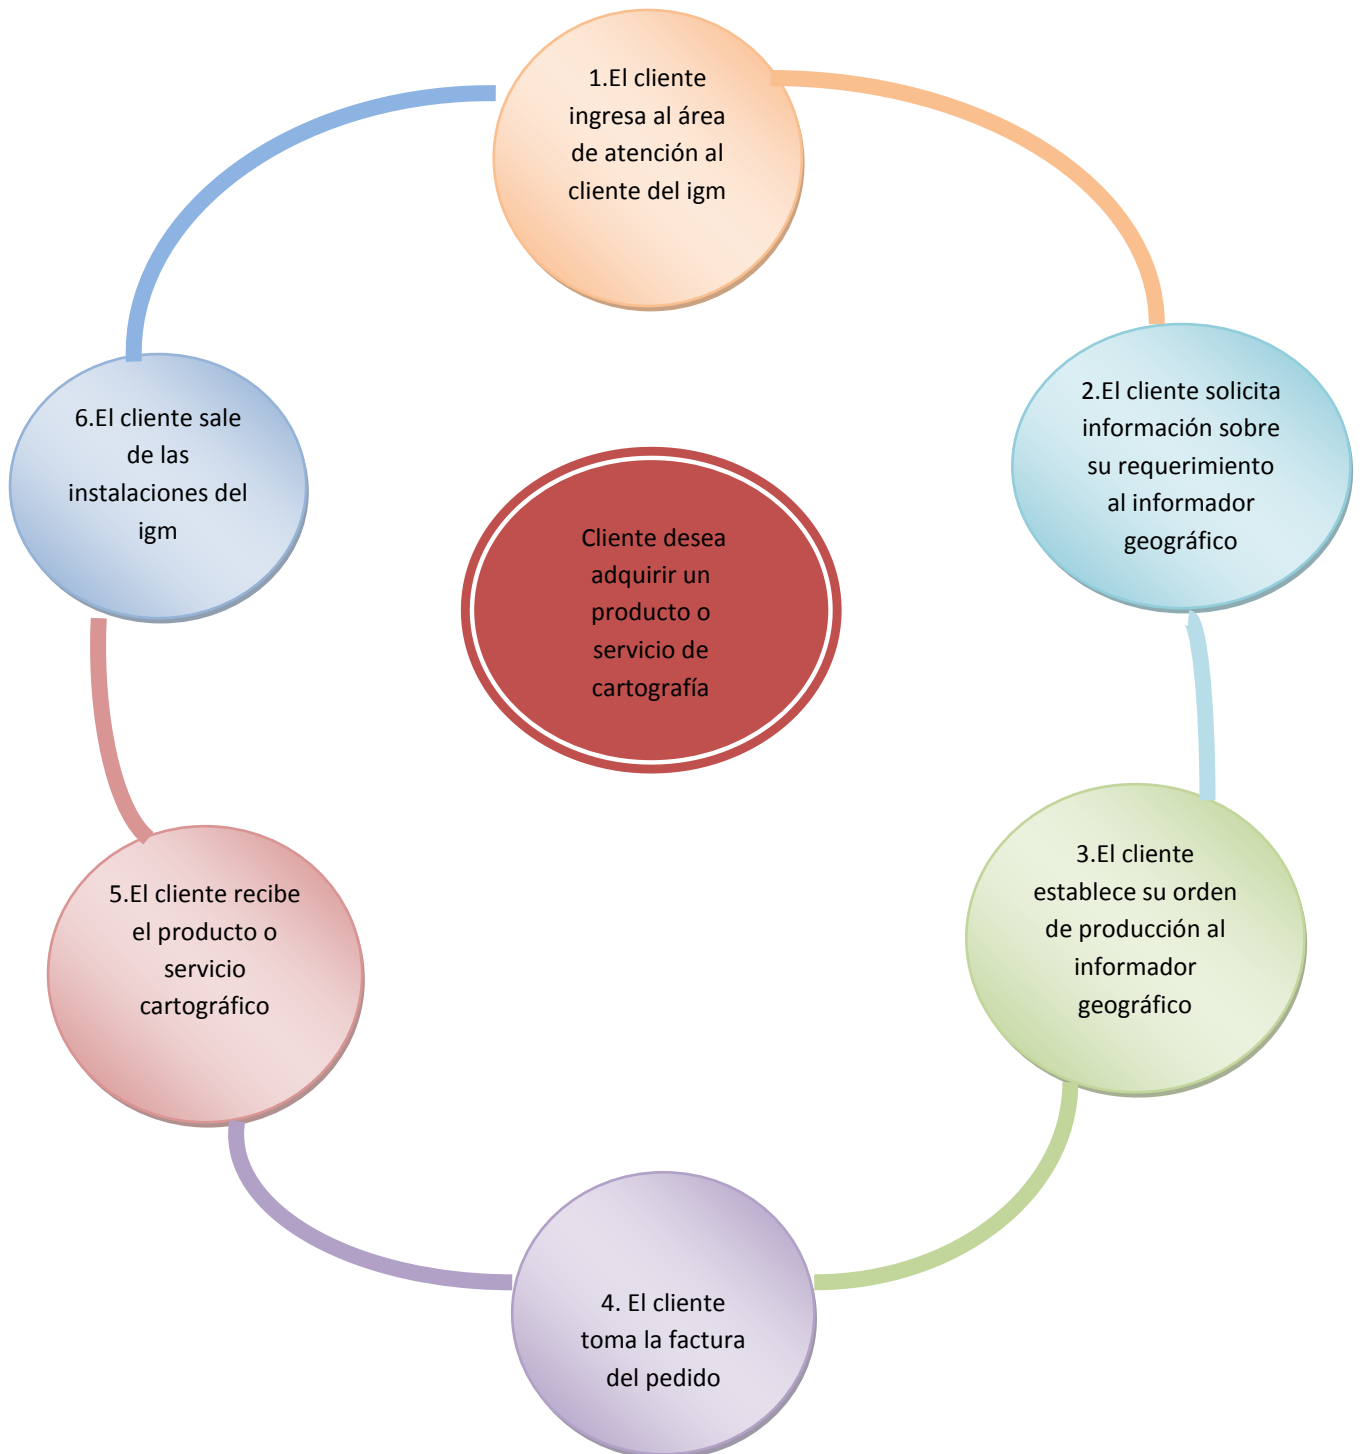 1.El cliente
ingresa al área
de atención al
cliente del igm
2.El cliente solicita
información sobre
su requerimiento
al informador
geográfico
3.El cliente
establece su orden
de producción al
informador
geográfico
4. El cliente
toma la factura
del pedido
5.El cliente recibe
el producto o
servicio
cartográfico
6.El cliente sale
de las
instalaciones del
igm
Cliente desea
adquirir un
producto o
servicio de
cartografía